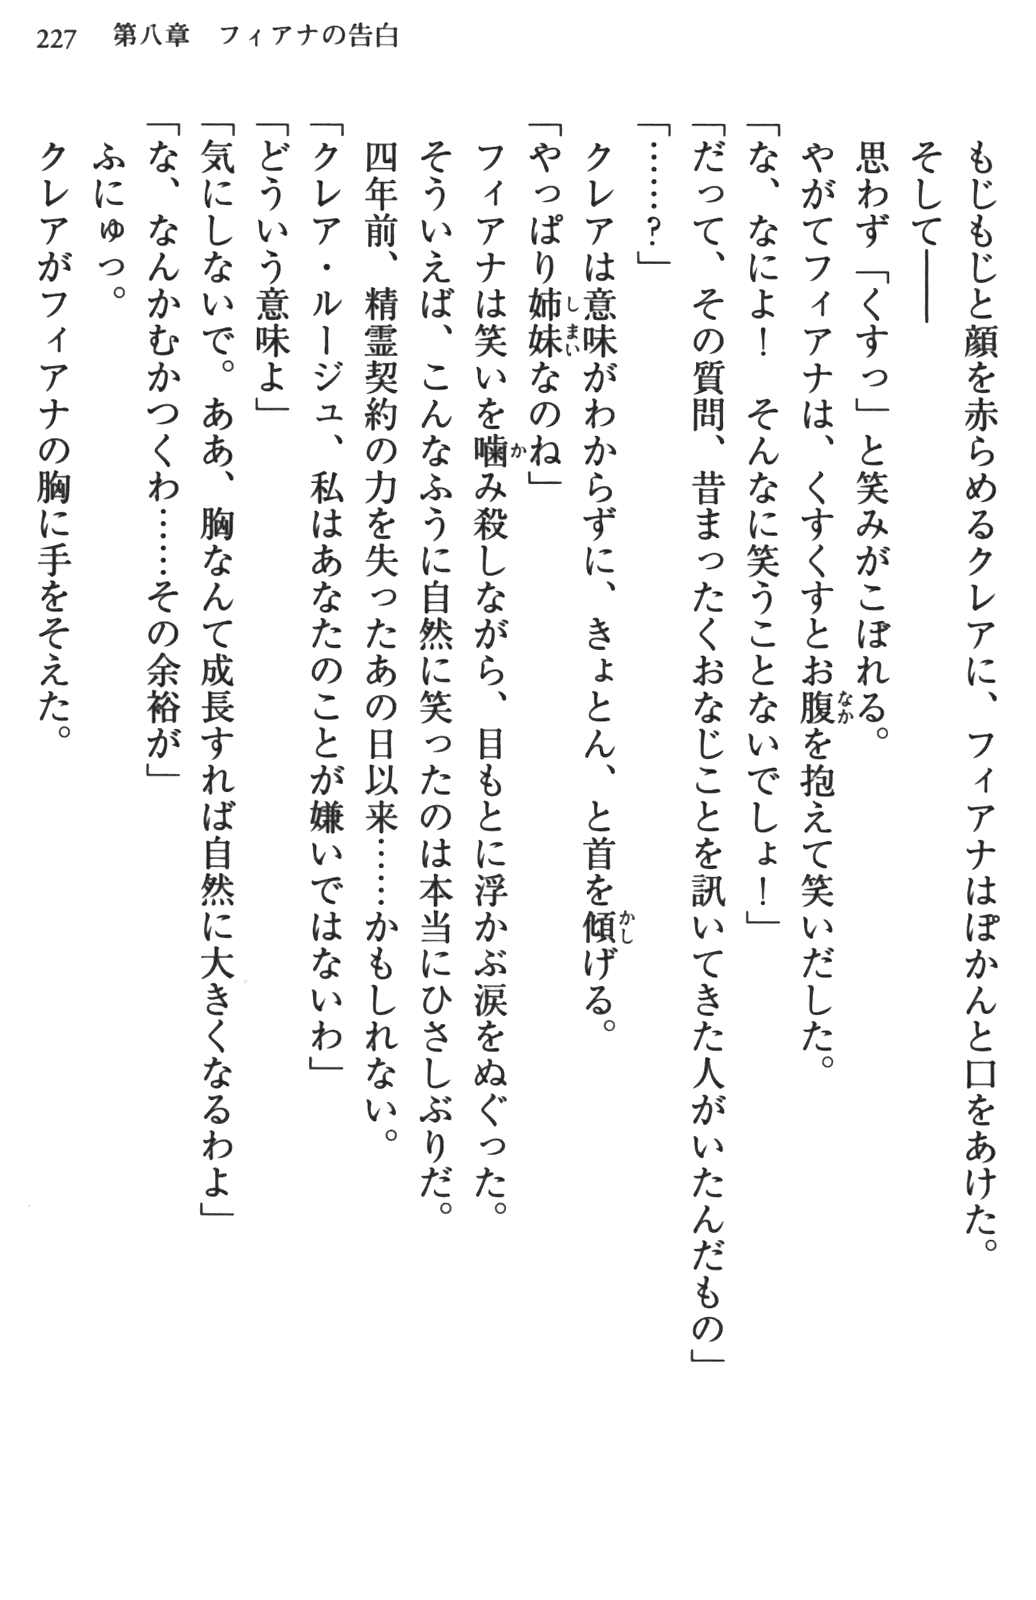 227 第八章 フィアナの告白
もじもじと顔を赤らめるクレアに、フィアナはぽかんと口をあけた。
そして――
思わず「くすっ」と笑みがこぼれる。
やがてフィアナは、くすくすとお腹を抱えて笑いだした。
「な、なによ！　そんなに笑うことないでしょ！」
「だって、その質問、昔まったくおなじことを訊いてきた人がいたんだもの」
「……？」
クレアは意味がわからずに、きょとん、と首を傾げる。
「やっぱり姉妹なのね」
フィアナは笑いを噛み殺しながら、目もとに浮かぶ涙をぬぐった。
そういえば、こんなふうに自然に笑ったのは本当にひさしぶりだ。
四年前、精霊契約の力を失ったあの日以来……かもしれない。
「クレア・ルージュ、私はあなたのことが嫌いではないわ」
「どういう意味よ」
「気にしないで。ああ、胸なんて成長すれば自然に大きくなるわよ」
「な、なんかむかつくわ……その余裕が」
ふにゅっ。
クレアがフィアナの胸に手をそえた。